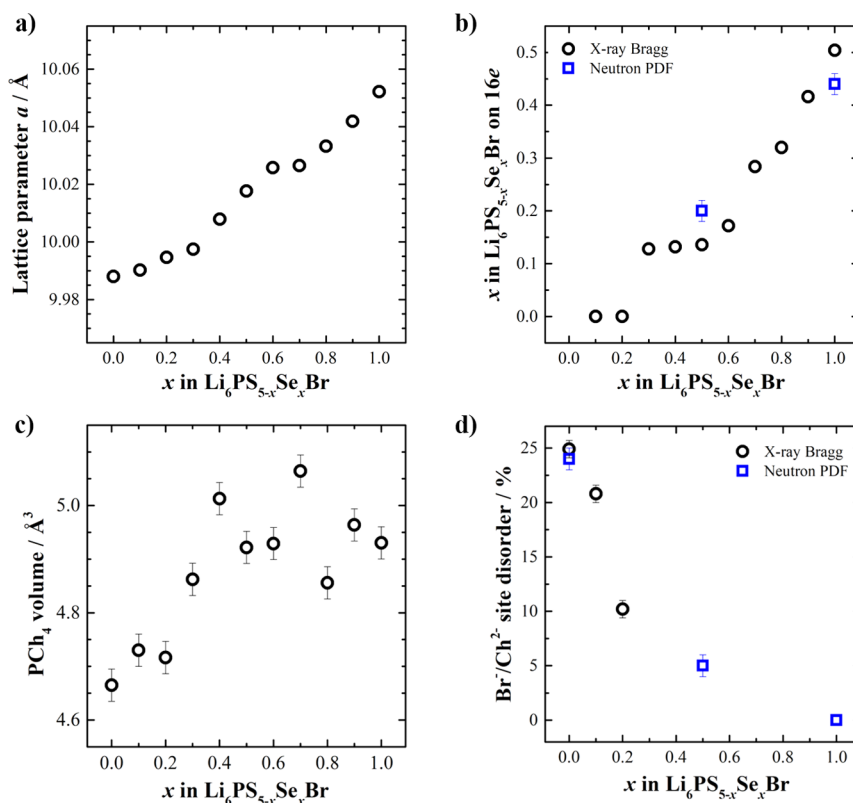 a)
Lattice parameter a / Å
10.06
10.04
10.02
10.00
9.98
0.0 0.2 0.4 0.6 0.8 1.0
x in Li₆PS₅₋ₓSeₓBr
b)
X-ray Bragg
Neutron PDF
x in Li₆PS₅₋ₓSeₓBr on 16e
0.5
0.4
0.3
0.2
0.1
0.0
0.0 0.2 0.4 0.6 0.8 1.0
x in Li₆PS₅₋ₓSeₓBr
c)
PCh₄ volume / Å³
5.0
4.8
4.6
0.0 0.2 0.4 0.6 0.8 1.0
x in Li₆PS₅₋ₓSeₓBr
d)
X-ray Bragg
Neutron PDF
Br⁻/Ch²⁻ site disorder / %
25
20
15
10
5
0
0.0 0.2 0.4 0.6 0.8 1.0
x in Li₆PS₅₋ₓSeₓBr